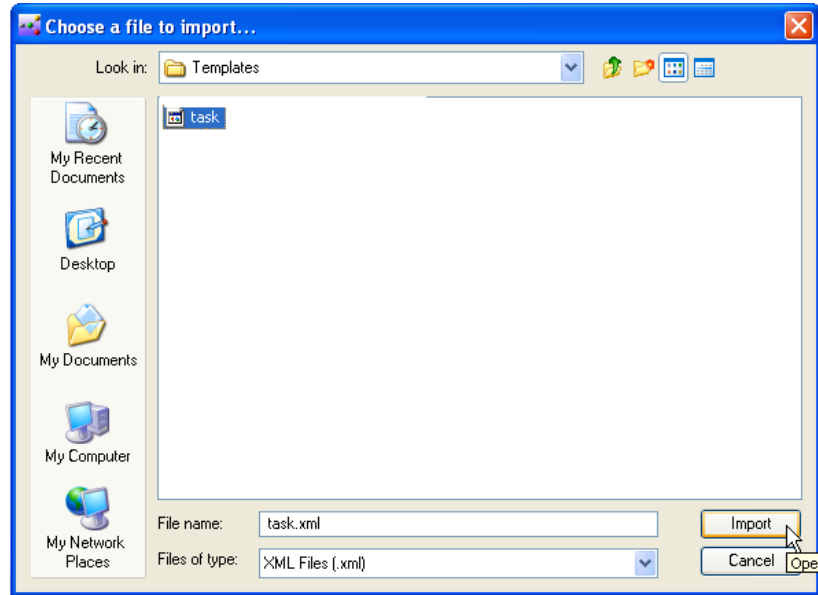 Choose a file to import...
Look in: Templates
task
My Recent
Documents
Desktop
My Documents
My Computer
My Network
Places
File name: task.xml Import
Files of type: XML Files (.xml) Cancel
Ope